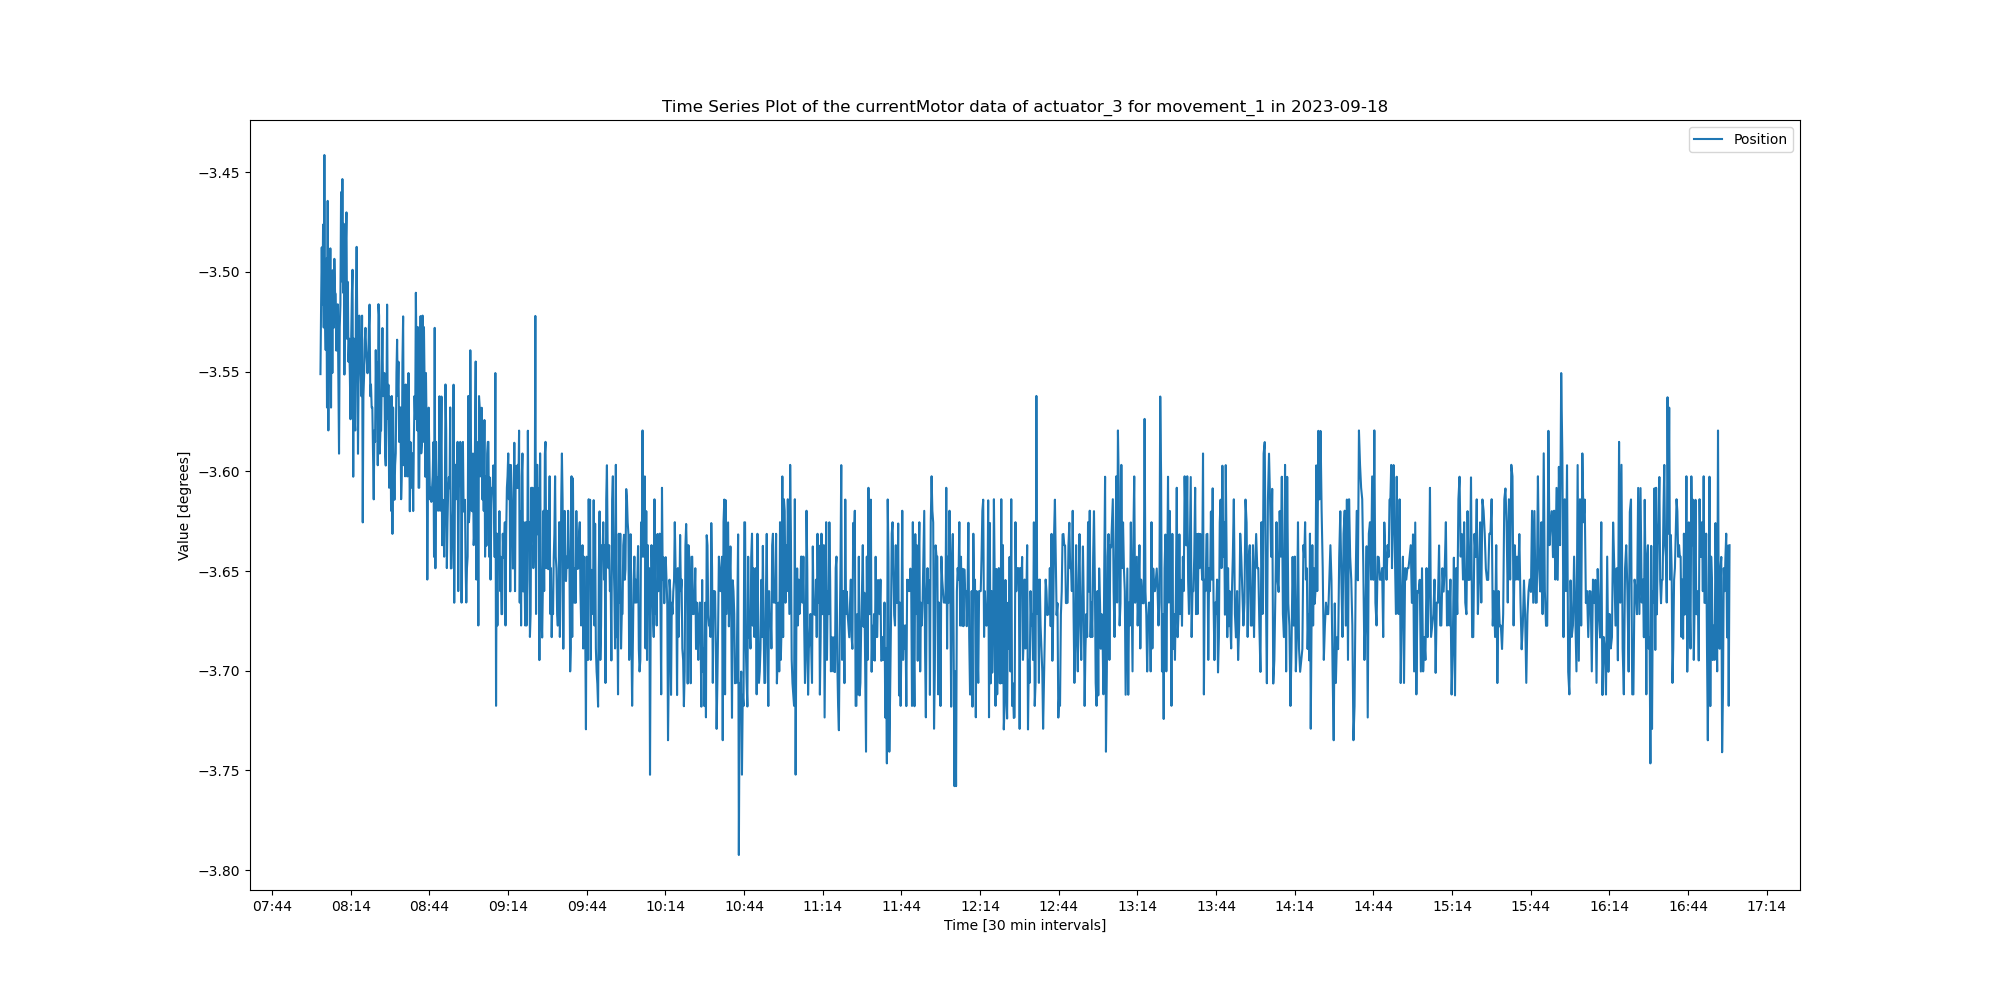 Time Series Plot of the currentMotor data of actuator_3 for movement_1 in 2023-09-18
Position
−3.45
−3.50
−3.55
−3.60
−3.65
−3.70
−3.75
−3.80
Value [degrees]
07:44 08:14 08:44 09:14 09:44 10:14 10:44 11:14 11:44 12:14 12:44 13:14 13:44 14:14 14:44 15:14 15:44 16:14 16:44 17:14
Time [30 min intervals]